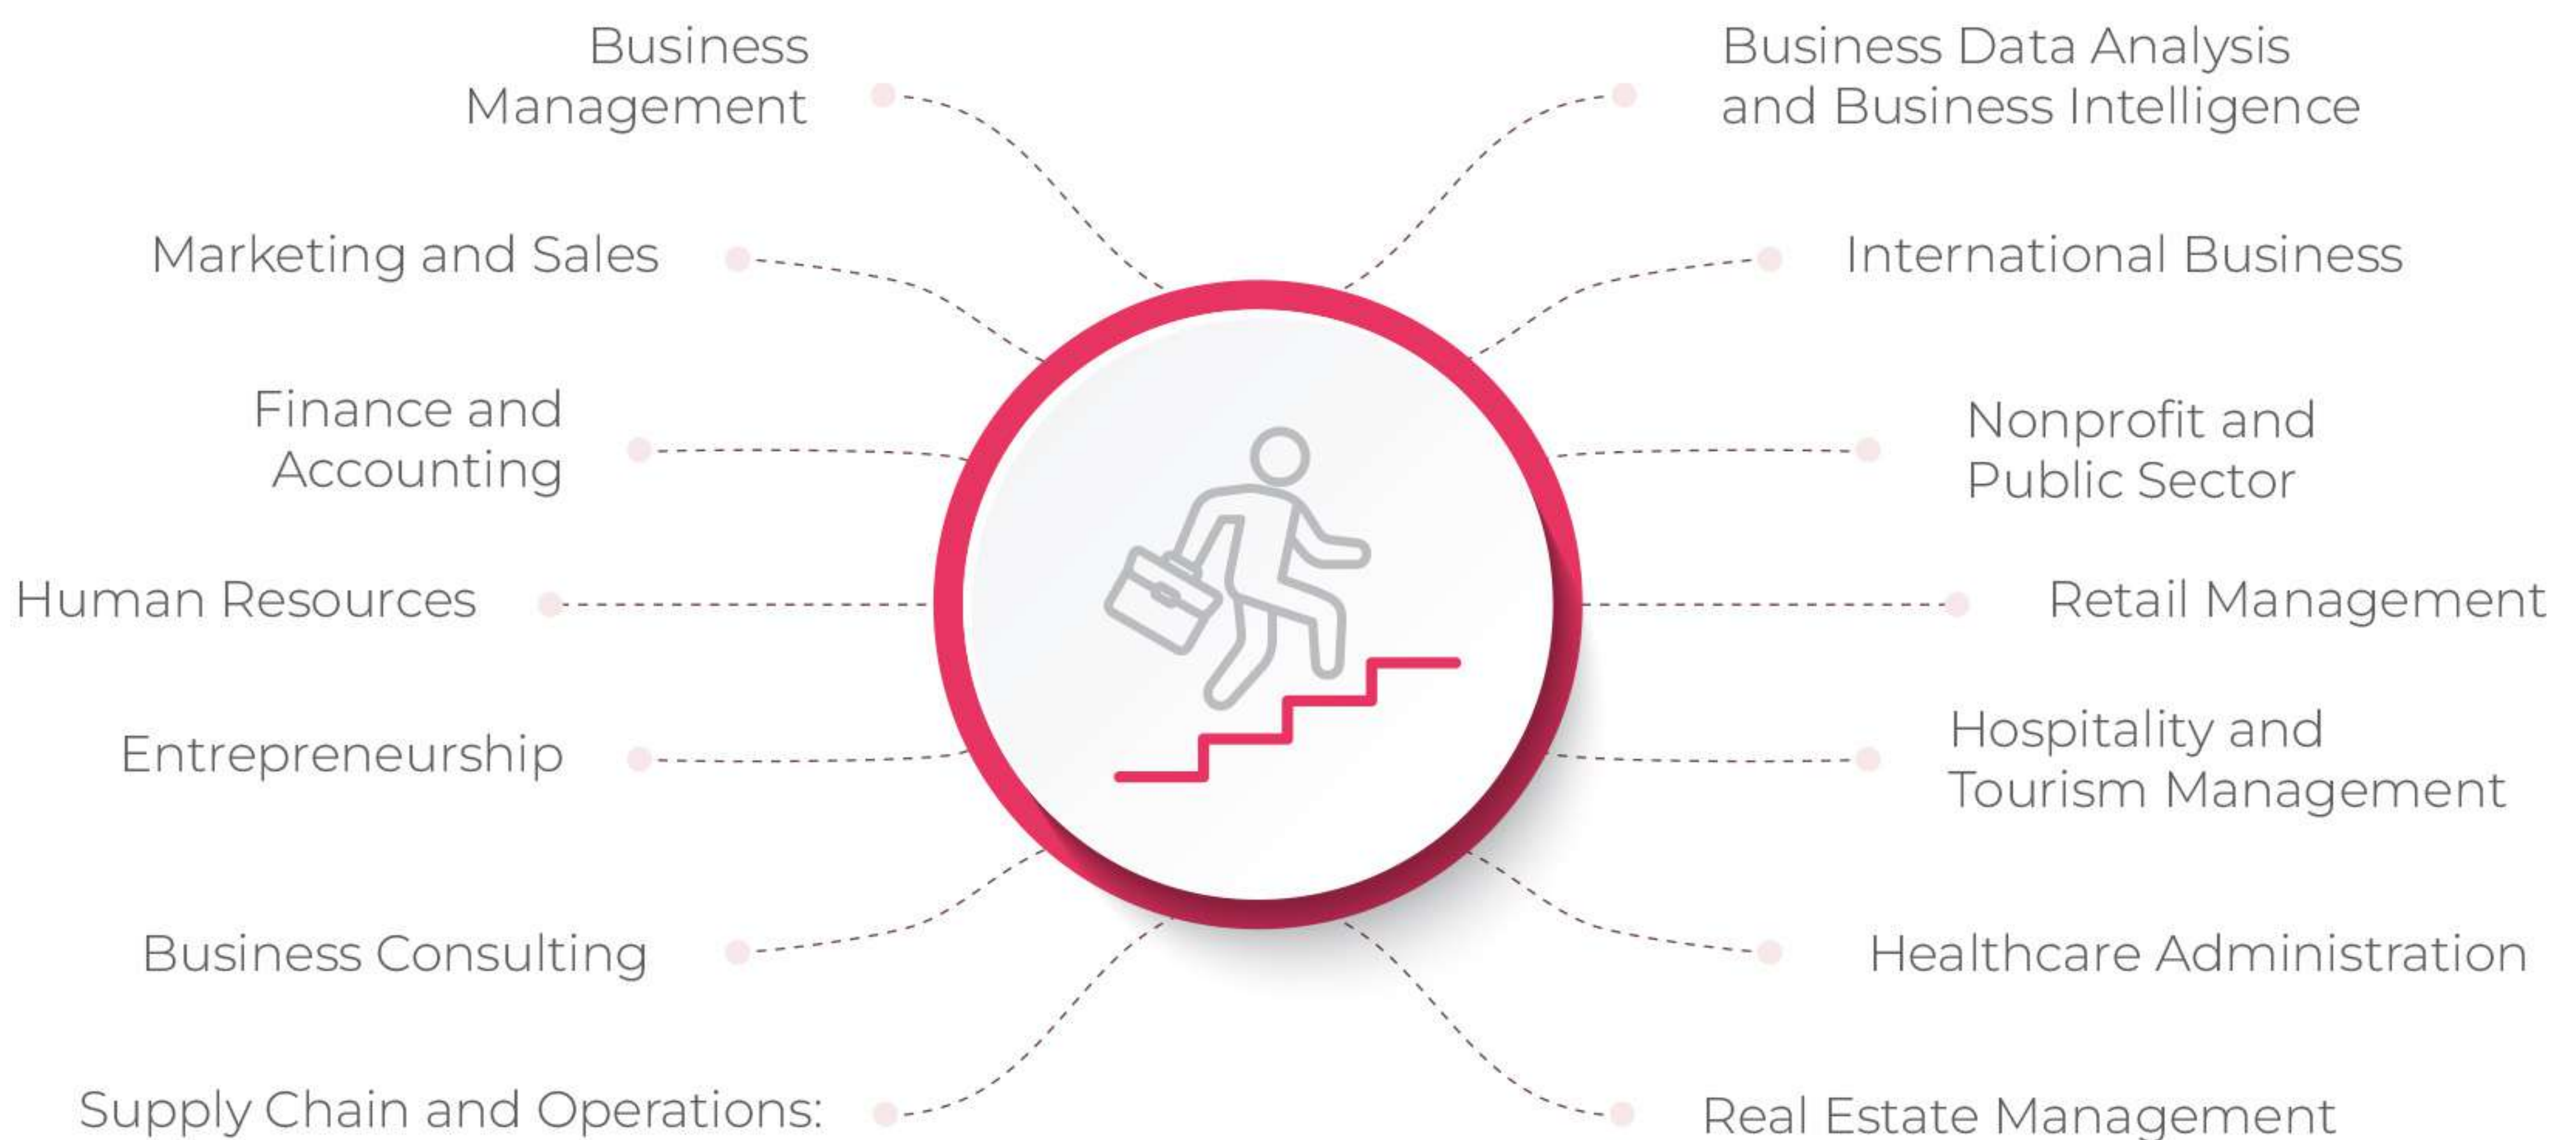 Business
Management
Marketing and Sales
Finance and
Accounting
Human Resources
Entrepreneurship
Business Consulting
Supply Chain and Operations:
Business Data Analysis
and Business Intelligence
International Business
Nonprofit and
Public Sector
Retail Management
Hospitality and
Tourism Management
Healthcare Administration
Real Estate Management